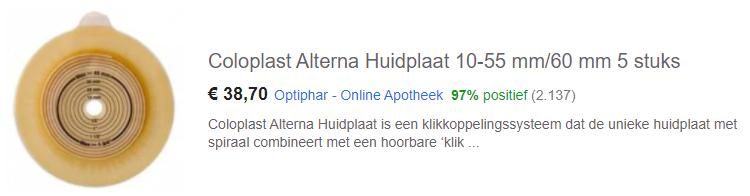 Coloplast Alterna Huidplaat 10-55 mm/60 mm 5 stuks
€ 38,70 Optiphar - Online Apotheek 97% positief (2.137)
Coloplast Alterna Huidplaat is een klikkoppelingssysteem dat de unieke huidplaat met
spiraal combineert met een hoorbare ‘klik ...